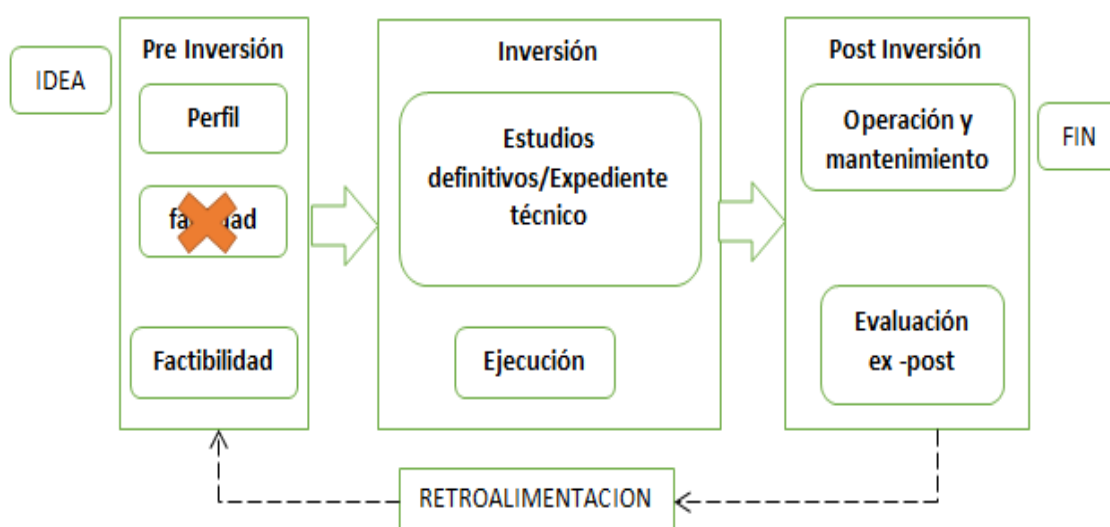 IDEA
Pre Inversión
Perfil
Factibilidad
Inversión
Estudios
definitivos/Expediente
técnico
Ejecución
Post Inversión
Operación y
mantenimiento
Evaluación
ex -post
FIN
RETROALIMENTACION